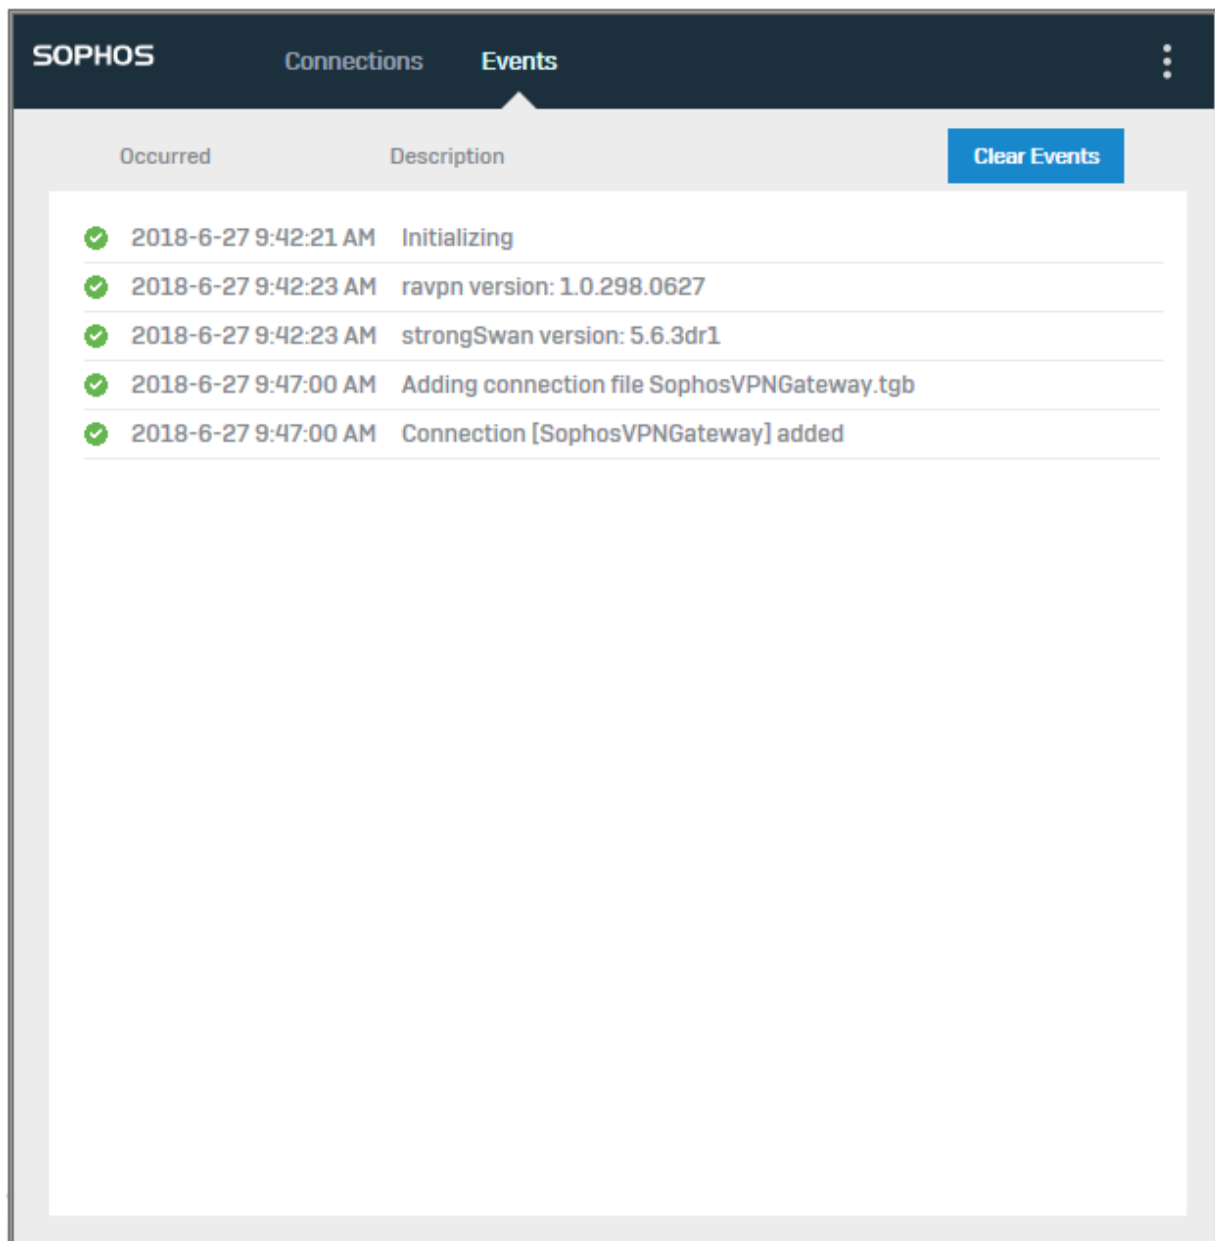 SOPHOS Connections Events
Occurred Description Clear Events
2018-6-27 9:42:21 AM Initializing
2018-6-27 9:42:23 AM ravpn version: 1.0.298.0627
2018-6-27 9:42:23 AM strongSwan version: 5.6.3dr1
2018-6-27 9:47:00 AM Adding connection file SophosVPNGateway.tgb
2018-6-27 9:47:00 AM Connection [SophosVPNGateway] added